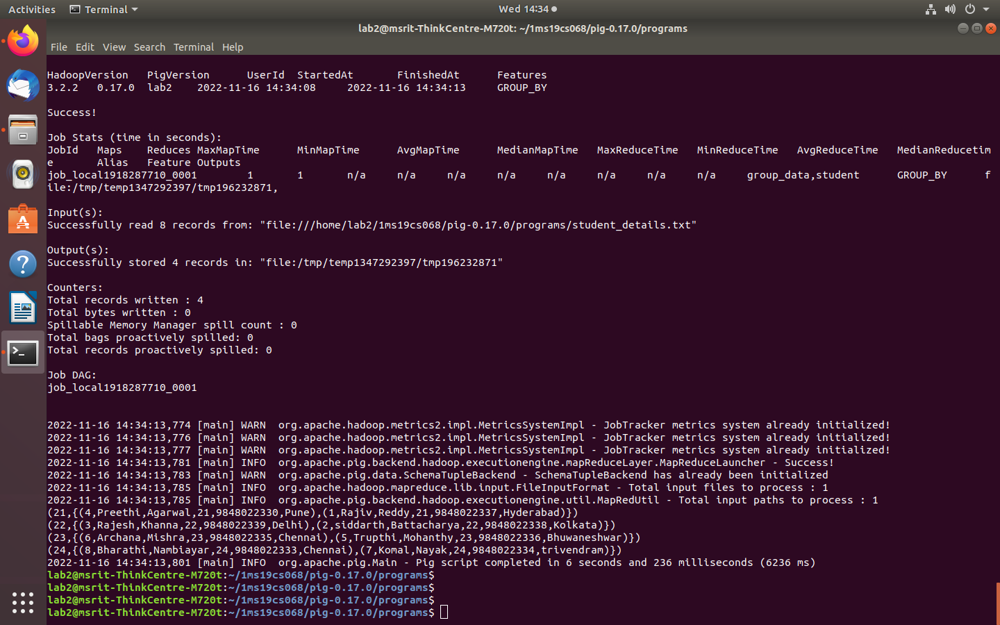 Activities Terminal Wed 14:34
lab2@msrit-ThinkCentre-M720t: ~/1ms19cs068/pig-0.17.0/programs
File Edit View Search Terminal Help
HadoopVersion PigVersion UserId StartedAt FinishedAt Features
3.2.2 0.17.0 lab2 2022-11-16 14:34:08 2022-11-16 14:34:13 GROUP_BY
Success!
Job Stats (time in seconds):
JobId Maps Reduces MaxMapTime MinMapTime AvgMapTime MedianMapTime MaxReduceTime MinReduceTime AvgReduceTime MedianReducetim
e Alias Feature Outputs
job_local1918287710_0001 1 1 n/a n/a n/a n/a n/a n/a n/a n/a group_data,student GROUP_BY f
ile:/tmp/temp1347292397/tmp196232871,
Input(s):
Successfully read 8 records from: "file:///home/lab2/1ms19cs068/pig-0.17.0/programs/student_details.txt"
Output(s):
Successfully stored 4 records in: "file:/tmp/temp1347292397/tmp196232871"
Counters:
Total records written : 4
Total bytes written : 0
Spillable Memory Manager spill count : 0
Total bags proactively spilled: 0
Total records proactively spilled: 0
Job DAG:
job_local1918287710_0001
2022-11-16 14:34:13,774 [main] WARN  org.apache.hadoop.metrics2.impl.MetricsSystemImpl - JobTracker metrics system already initialized!
2022-11-16 14:34:13,776 [main] WARN  org.apache.hadoop.metrics2.impl.MetricsSystemImpl - JobTracker metrics system already initialized!
2022-11-16 14:34:13,777 [main] WARN  org.apache.hadoop.metrics2.impl.MetricsSystemImpl - JobTracker metrics system already initialized!
2022-11-16 14:34:13,781 [main] INFO  org.apache.pig.backend.hadoop.executionengine.mapReduceLayer.MapReduceLauncher - Success!
2022-11-16 14:34:13,783 [main] WARN  org.apache.pig.data.SchemaTupleBackend - SchemaTupleBackend has already been initialized
2022-11-16 14:34:13,785 [main] INFO  org.apache.hadoop.mapreduce.lib.input.FileInputFormat - Total input files to process : 1
2022-11-16 14:34:13,785 [main] INFO  org.apache.pig.backend.hadoop.executionengine.util.MapRedUtil - Total input paths to process : 1
(21,{(4,Preethi,Agarwal,21,9848022330,Pune),(1,Rajiv,Reddy,21,9848022337,Hyderabad)})
(22,{(3,Rajesh,Khanna,22,9848022339,Delhi),(2,siddarth,Battacharya,22,9848022338,Kolkata)})
(23,{(6,Archana,Mishra,23,9848022335,Chennai),(5,Trupthi,Mohanthy,23,9848022336,Bhuwaneshwar)})
(24,{(8,Bharathi,Nambiayar,24,9848022333,Chennai),(7,Komal,Nayak,24,9848022334,trivendram)})
2022-11-16 14:34:13,801 [main] INFO  org.apache.pig.Main - Pig script completed in 6 seconds and 236 milliseconds (6236 ms)
lab2@msrit-ThinkCentre-M720t:~/1ms19cs068/pig-0.17.0/programs$
lab2@msrit-ThinkCentre-M720t:~/1ms19cs068/pig-0.17.0/programs$
lab2@msrit-ThinkCentre-M720t:~/1ms19cs068/pig-0.17.0/programs$
lab2@msrit-ThinkCentre-M720t:~/1ms19cs068/pig-0.17.0/programs$